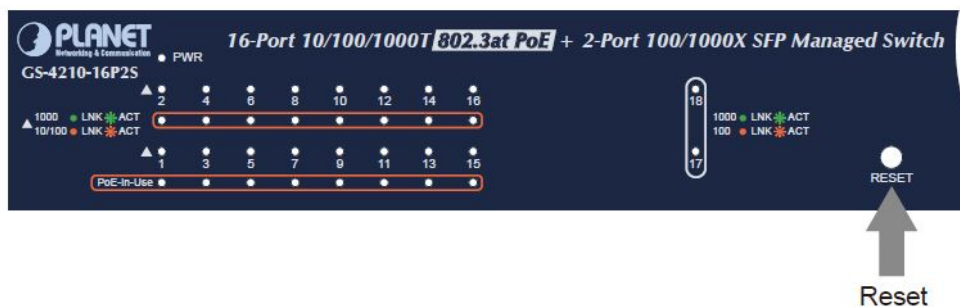 PLANET
Networking & Communication
16-Port 10/100/1000T 802.3at PoE + 2-Port 100/1000X SFP Managed Switch
PWR
GS-4210-16P2S
2 4 6 8 10 12 14 16
18
1000 LNK ACT
10/100 LNK ACT
1000 LNK ACT
100 LNK ACT
1 3 5 7 9 11 13 15
17
PoE-In-Use
RESET
Reset